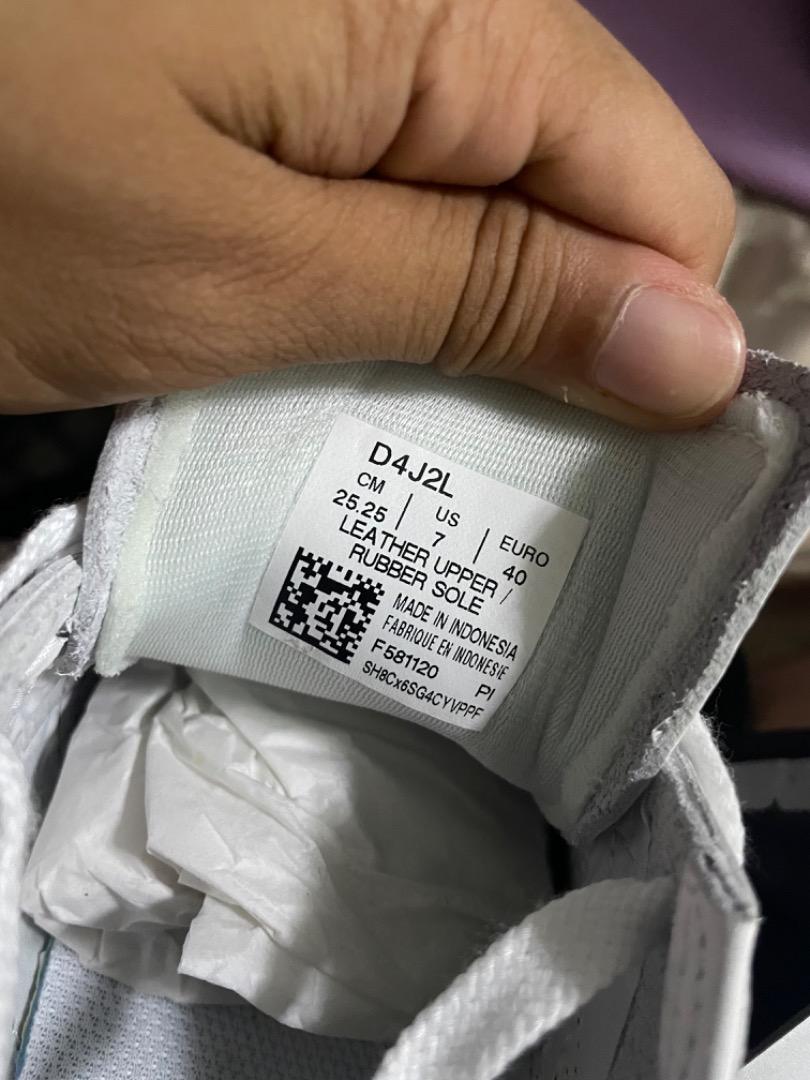 D4J2L
CM | US | EURO
25.25 7 40
LEATHER UPPER /
RUBBER SOLE
MADE IN INDONESIA
FABRIQUE EN INDONESIE
F581120 PI
SH8Cx6SG4CYVPPF